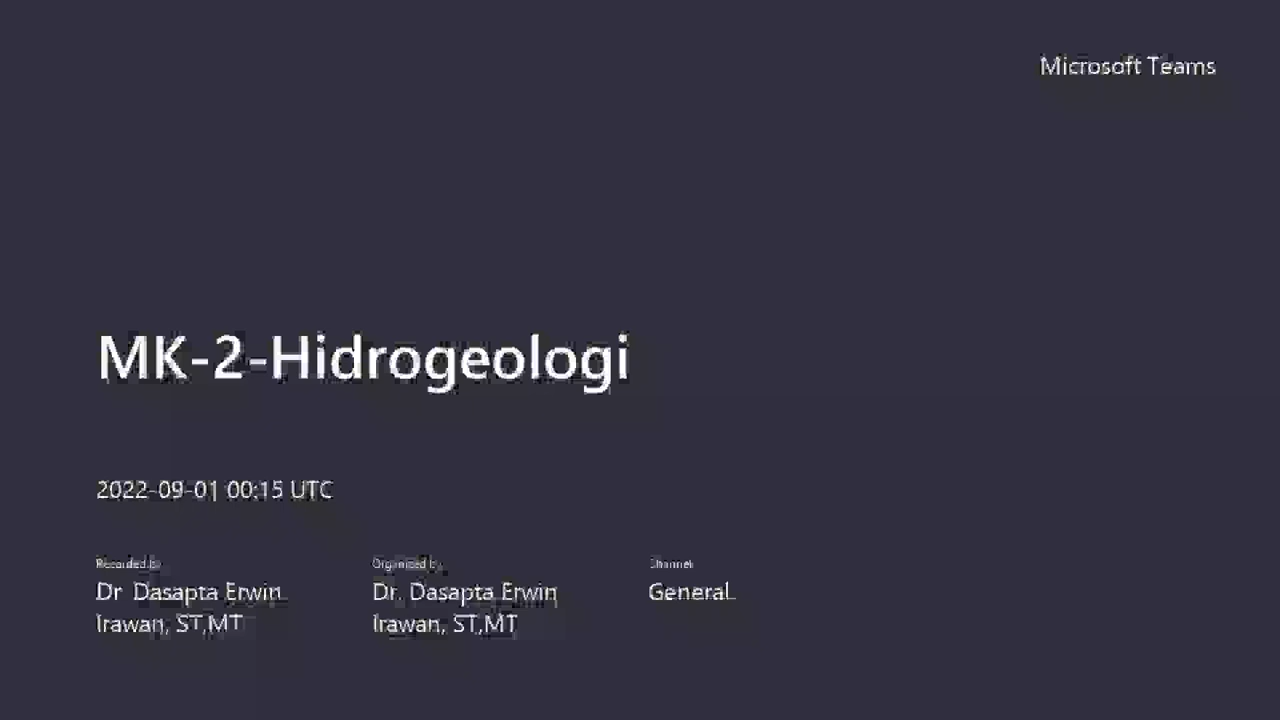 Microsoft Teams
MK-2-Hidrogeologi
2022-09-01 00:15 UTC
Recorded by
Organized by
Channel
Dr. Dasapta Erwin
Irawan, ST,MT
Dr. Dasapta Erwin
Irawan, ST,MT
General